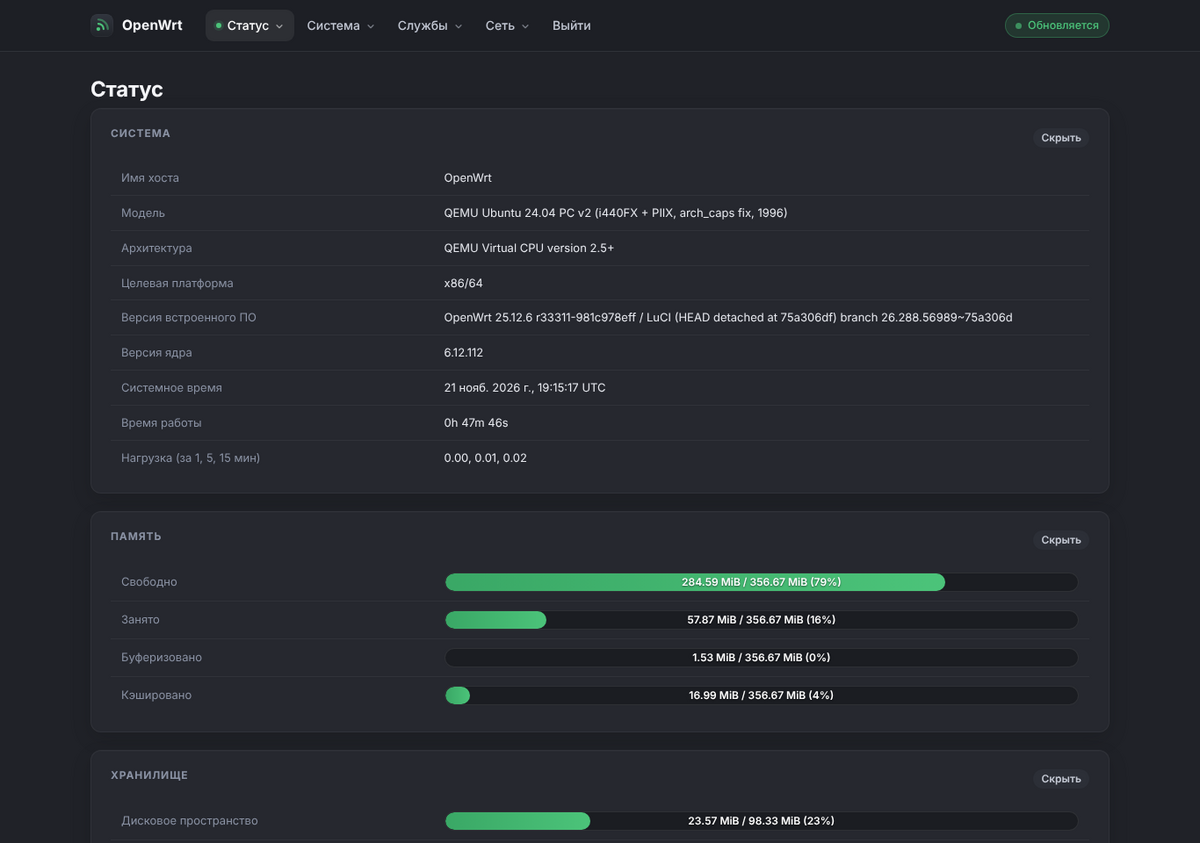 OpenWrt
Статус
Система
Службы
Сеть
Выйти
Обновляется
Статус
СИСТЕМА
Скрыть
Имя хоста
OpenWrt
Модель
QEMU Ubuntu 24.04 PC v2 (i440FX + PIIX, arch_caps fix, 1996)
Архитектура
QEMU Virtual CPU version 2.5+
Целевая платформа
x86/64
Версия встроенного ПО
OpenWrt 25.12.6 r33311-981c978eff / LuCI (HEAD detached at 75a306df) branch 26.288.56989~75a306d
Версия ядра
6.12.112
Системное время
21 нояб. 2026 г., 19:15:17 UTC
Время работы
0h 47m 46s
Нагрузка (за 1, 5, 15 мин)
0.00, 0.01, 0.02
ПАМЯТЬ
Скрыть
Свободно
284.59 MiB / 356.67 MiB (79%)
Занято
57.87 MiB / 356.67 MiB (16%)
Буферизовано
1.53 MiB / 356.67 MiB (0%)
Кэшировано
16.99 MiB / 356.67 MiB (4%)
ХРАНИЛИЩЕ
Скрыть
Дисковое пространство
23.57 MiB / 98.33 MiB (23%)